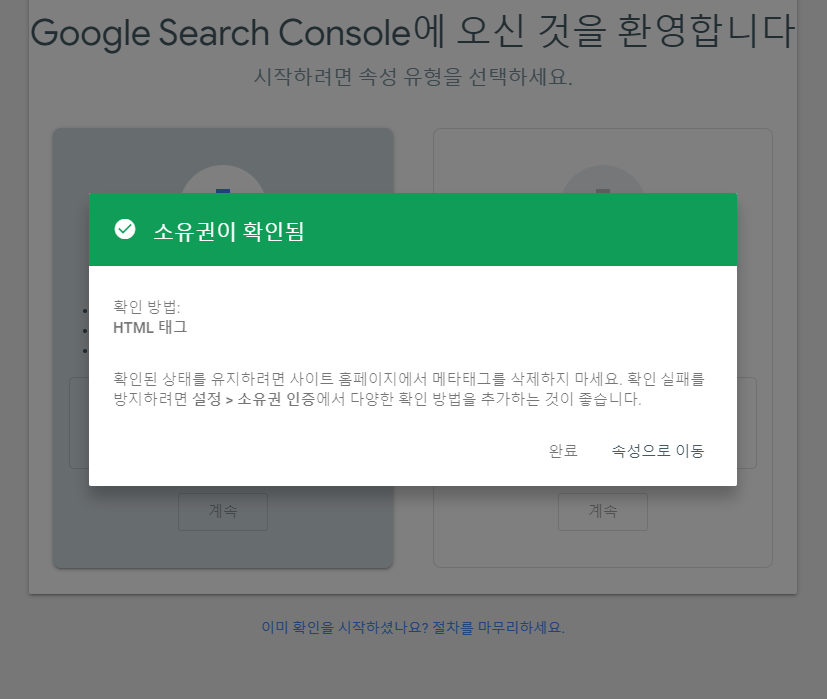 Google Search Console에 오신 것을 환영합니다
시작하려면 속성 유형을 선택하세요.
소유권이 확인됨
확인 방법:
HTML 태그
확인된 상태를 유지하려면 사이트 홈페이지에서 메타태그를 삭제하지 마세요. 확인 실패를
방지하려면 설정 > 소유권 인증에서 다양한 확인 방법을 추가하는 것이 좋습니다.
완료 속성으로 이동
계속 계속
이미 확인을 시작하셨나요? 절차를 마무리하세요.